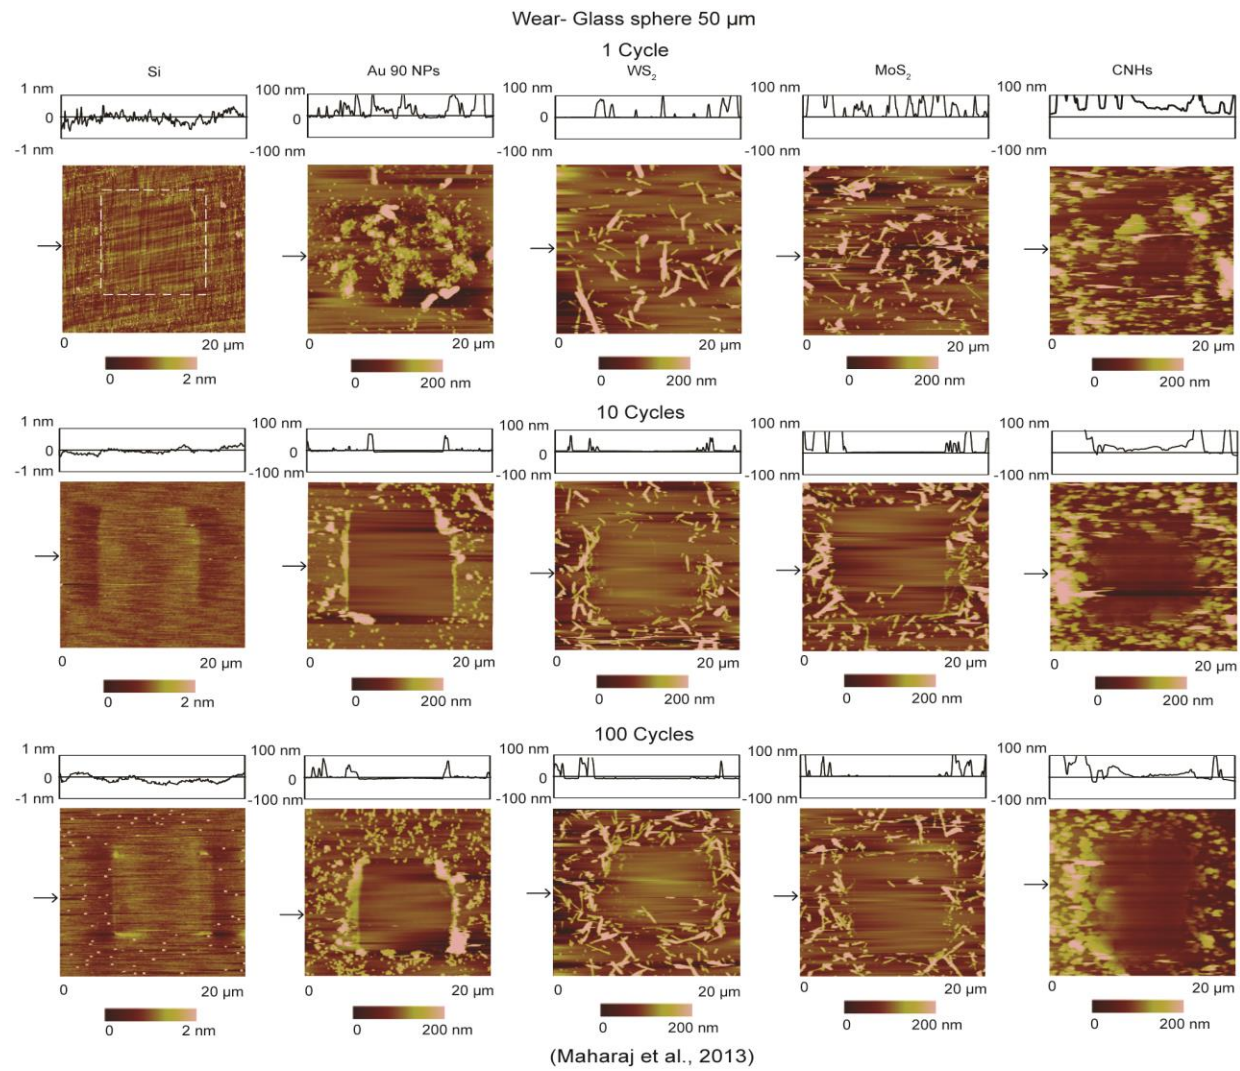 Wear- Glass sphere 50 µm
1 Cycle
Si
Au 90 NPs
WS2
MoS2
CNHs
1 nm
0
-1 nm
100 nm
0
-100 nm
100 nm
0
-100 nm
100 nm
-100 nm
100 nm
-100 nm
0 20 µm
0 20 µm
0 20 µm
0 20 µm
0 20 µm
0 2 nm
0 200 nm
0 200 nm
0 200 nm
0 200 nm
10 Cycles
1 nm
0
-1 nm
100 nm
0
-100 nm
100 nm
0
-100 nm
100 nm
-100 nm
100 nm
-100 nm
0 20 µm
0 20 µm
0 20 µm
0 20 µm
0 20 µm
0 2 nm
0 200 nm
0 200 nm
0 200 nm
0 200 nm
100 Cycles
1 nm
0
-1 nm
100 nm
0
-100 nm
100 nm
0
-100 nm
100 nm
-100 nm
100 nm
-100 nm
0 20 µm
0 20 µm
0 20 µm
0 20 µm
0 20 µm
0 2 nm
0 200 nm
0 200 nm
0 200 nm
0 200 nm
(Maharaj et al., 2013)